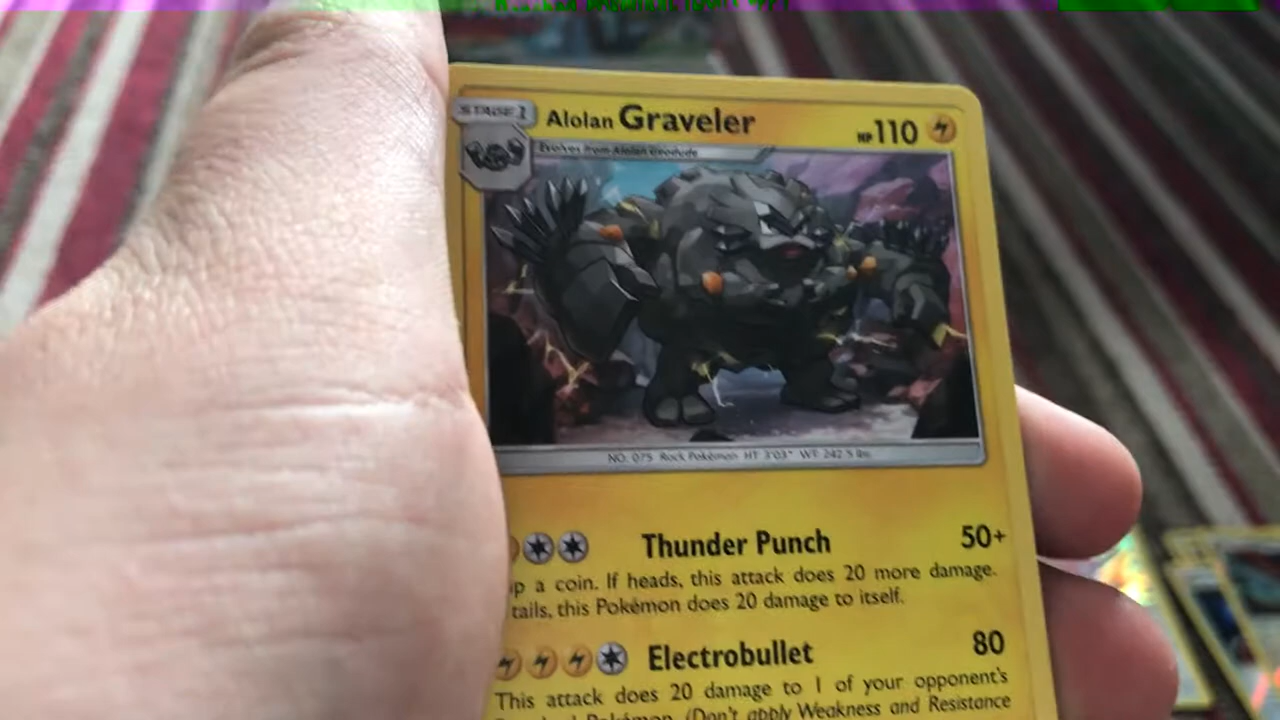 STAGE 1
Alolan Graveler
HP 110
Evolves from Alolan Geodude
NO. 075 Rock Pokémon HT 3'03" WT: 242.5 lbs.
Thunder Punch 50+
a coin. If heads, this attack does 20 more damage.
tails, this Pokémon does 20 damage to itself.
Electrobullet 80
This attack does 20 damage to 1 of your opponent's
Pokémon. (Don't apply Weakness and Resistance